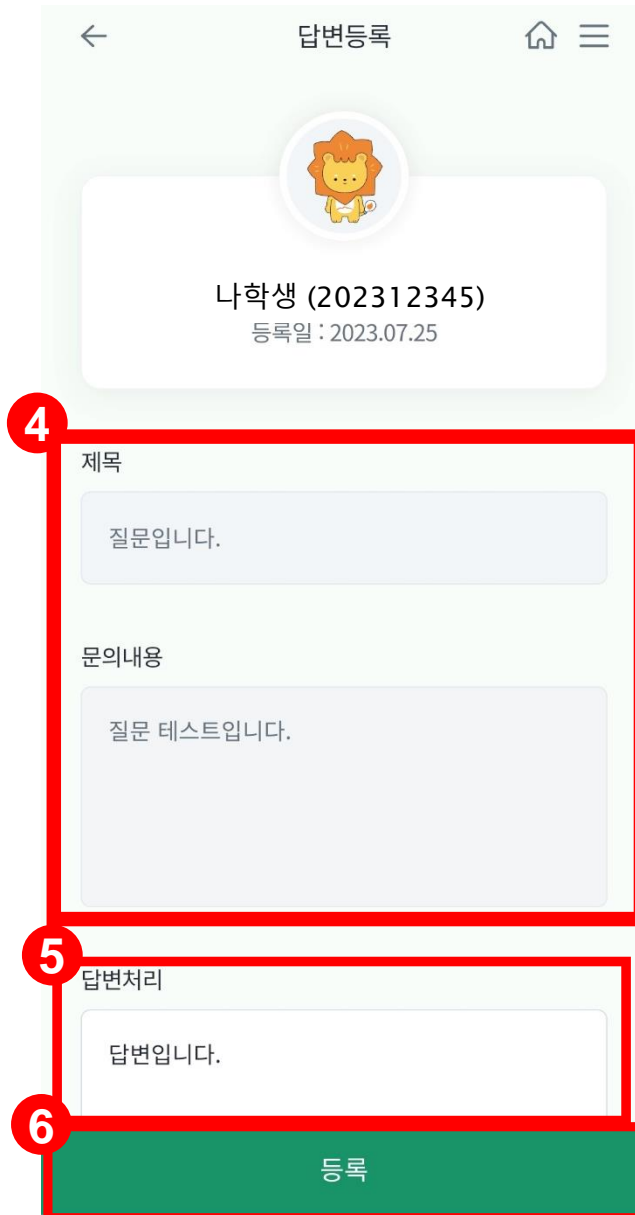 답변등록
나학생 (202312345)
등록일 : 2023.07.25
4
제목
질문입니다.
문의내용
질문 테스트입니다.
5
답변처리
답변입니다.
6
등록